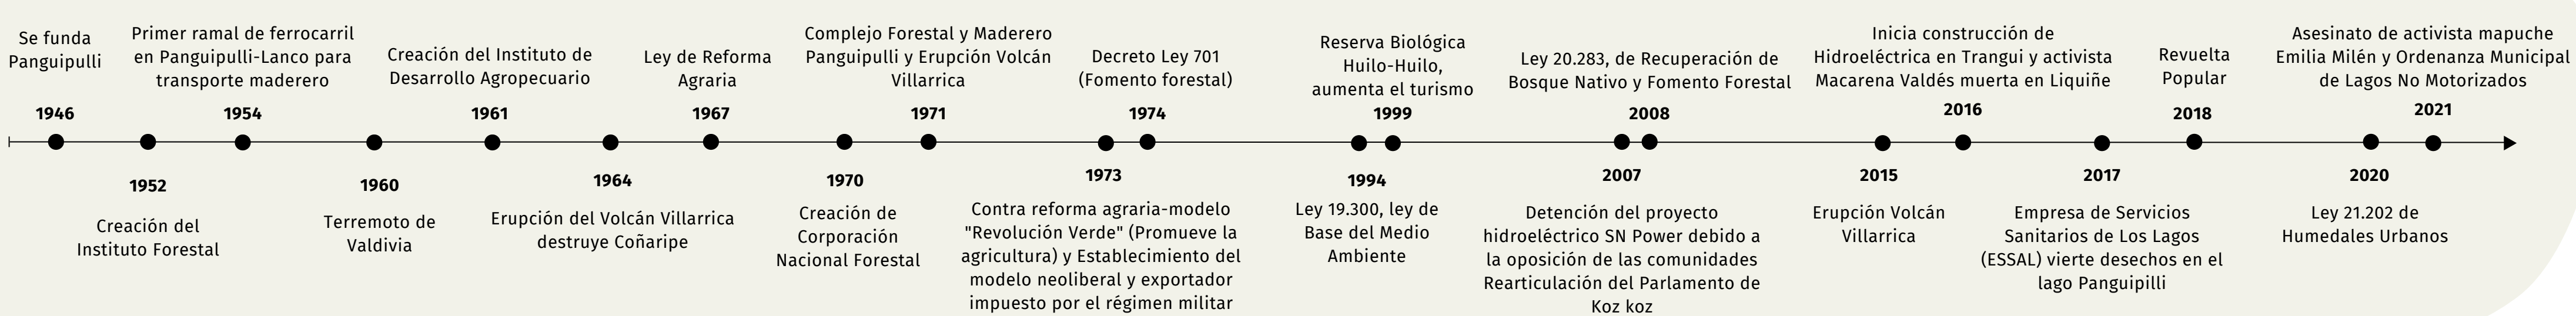 Se funda
Panguipulli
1946
1952
Creación del
Instituto Forestal
Primer ramal de ferrocarril
en Panguipulli-Lanco para
transporte maderero
1954
1960
Terremoto de
Valdivia
Creación del Instituto de
Desarrollo Agropecuario
1961
1964
Erupción del Volcán Villarrica
destruye Coñaripe
Ley de Reforma
Agraria
1967
1970
Creación de
Corporación
Nacional Forestal
Complejo Forestal y Maderero
Panguipulli y Erupción Volcán
Villarrica
1971
1973
Contra reforma agraria-modelo
"Revolución Verde" (Promueve la
agricultura) y Establecimiento del
modelo neoliberal y exportador
impuesto por el régimen militar
Decreto Ley 701
(Fomento forestal)
1974
1994
Ley 19.300, ley de
Base del Medio
Ambiente
Reserva Biológica
Huilo-Huilo,
aumenta el turismo
1999
2007
Detención del proyecto
hidroeléctrico SN Power debido a
la oposición de las comunidades
Rearticulación del Parlamento de
Koz koz
Ley 20.283, de Recuperación de
Bosque Nativo y Fomento Forestal
2008
2015
Erupción Volcán
Villarrica
Inicia construcción de
Hidroeléctrica en Trangui y activista
Macarena Valdés muerta en Liquiñe
2016
2017
Empresa de Servicios
Sanitarios de Los Lagos
(ESSAL) vierte desechos en el
lago Panguipilli
Revuelta
Popular
2018
2020
Ley 21.202 de
Humedales Urbanos
Asesinato de activista mapuche
Emilia Milén y Ordenanza Municipal
de Lagos No Motorizados
2021